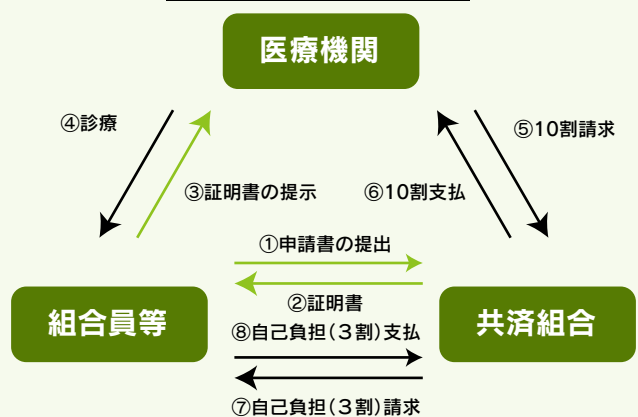 医療機関
④診療
⑤10割請求
③証明書の提示
⑥10割支払
①申請書の提出
組合員等
②証明書
共済組合
⑧自己負担(3割)支払
⑦自己負担(3割)請求